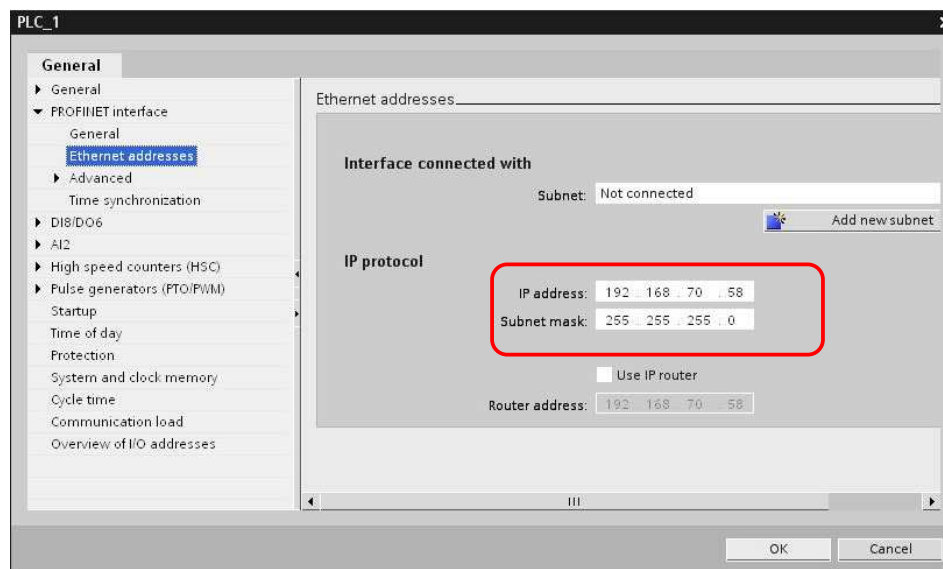 PLC_1
General
General
PROFINET interface
General
Ethernet addresses
Advanced
Time synchronization
DI8/DO6
AI2
High speed counters (HSC)
Pulse generators (PTO/PWM)
Startup
Time of day
Protection
System and clock memory
Cycle time
Communication load
Overview of I/O addresses
Ethernet addresses
Interface connected with
Subnet: Not connected
Add new subnet
IP protocol
IP address: 192 . 168 . 70 . 58
Subnet mask: 255 . 255 . 255 . 0
Use IP router
Router address: 192 . 168 . 70 . 58
OK Cancel